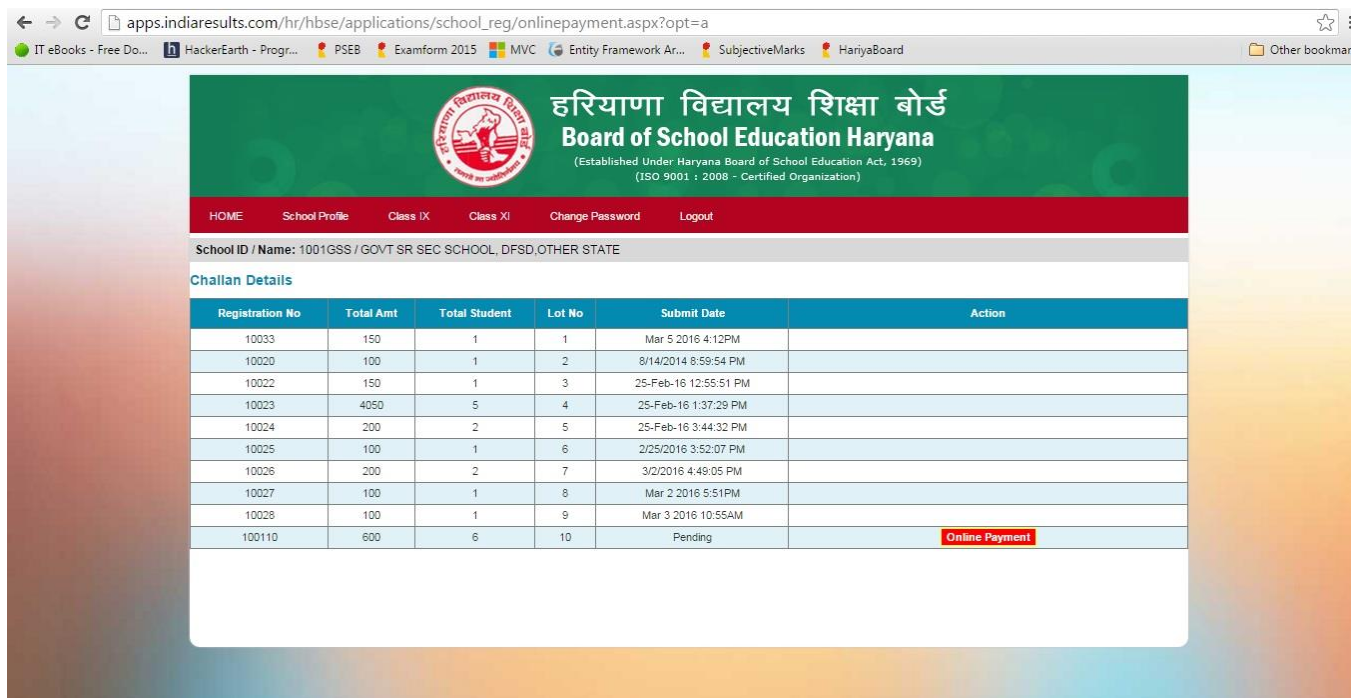 apps.indiaresults.com/hr/hbse/applications/school_reg/onlinepayment.aspx?opt=a
IT eBooks - Free Do... HackerEarth - Progr... PSEB Examform 2015 MVC Entity Framework Ar... SubjectiveMarks HariyaBoard Other bookmar
हरियाणा विद्यालय शिक्षा बोर्ड
Board of School Education Haryana
(Established Under Haryana Board of School Education Act, 1969)
(ISO 9001 : 2008 - Certified Organization)
HOME School Profile Class IX Class XI Change Password Logout
School ID / Name: 1001GSS / GOVT SR SEC SCHOOL, DFSD,OTHER STATE
Challan Details
Registration No Total Amt Total Student Lot No Submit Date Action
10033 150 1 1 Mar 5 2016 4:12PM
10020 100 1 2 8/14/2014 8:59:54 PM
10022 150 1 3 25-Feb-16 12:55:51 PM
10023 4050 5 4 25-Feb-16 1:37:29 PM
10024 200 2 5 25-Feb-16 3:44:32 PM
10025 100 1 6 2/25/2016 3:52:07 PM
10026 200 2 7 3/2/2016 4:49:05 PM
10027 100 1 8 Mar 2 2016 5:51PM
10028 100 1 9 Mar 3 2016 10:55AM
100110 600 6 10 Pending Online Payment